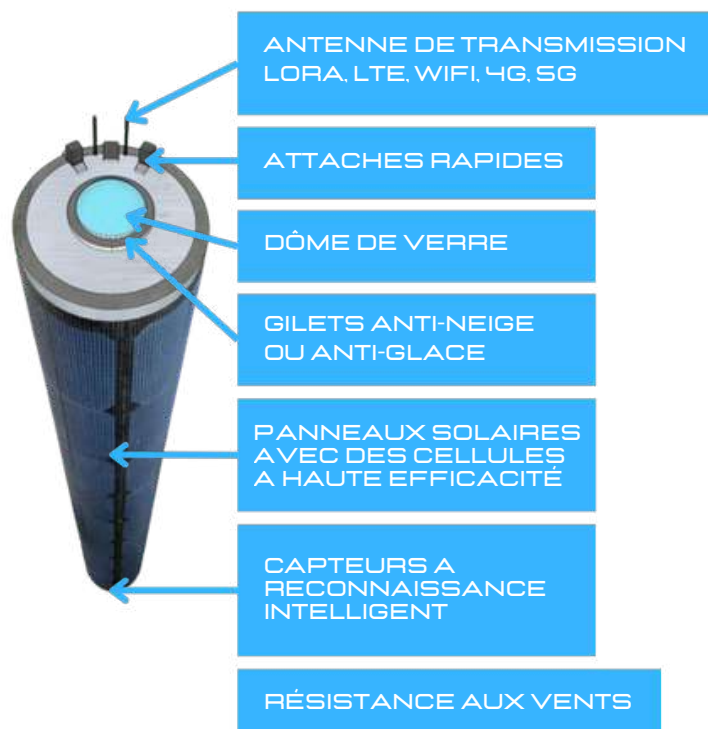 ANTENNE DE TRANSMISSION
LORA, LTE, WIFI, 4G, 5G
ATTACHES RAPIDES
DÔME DE VERRE
GILETS ANTI-NEIGE
OU ANTI-GLACE
PANNEAUX SOLAIRES
AVEC DES CELLULES
A HAUTE EFFICACITÉ
CAPTEURS A
RECONNAISSANCE
INTELLIGENT
RÉSISTANCE AUX VENTS